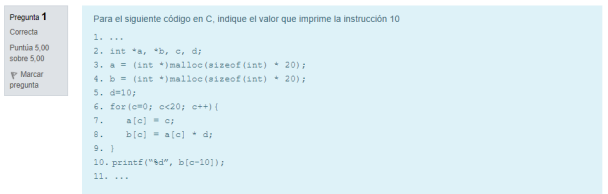 Pregunta 1
Correcta
Puntúa 5,00
sobre 5,00
Marcar
pregunta
Para el siguiente código en C, indique el valor que imprime la instrucción 10
1. ...
2. int *a, *b, c, d;
3. a = (int *)malloc(sizeof(int) * 20);
4. b = (int *)malloc(sizeof(int) * 20);
5. d=10;
6. for(c=0; c<20; c++){
7. a[c] = c;
8. b[c] = a[c] * d;
9. }
10. printf("%d", b[c-10]);
11. ...